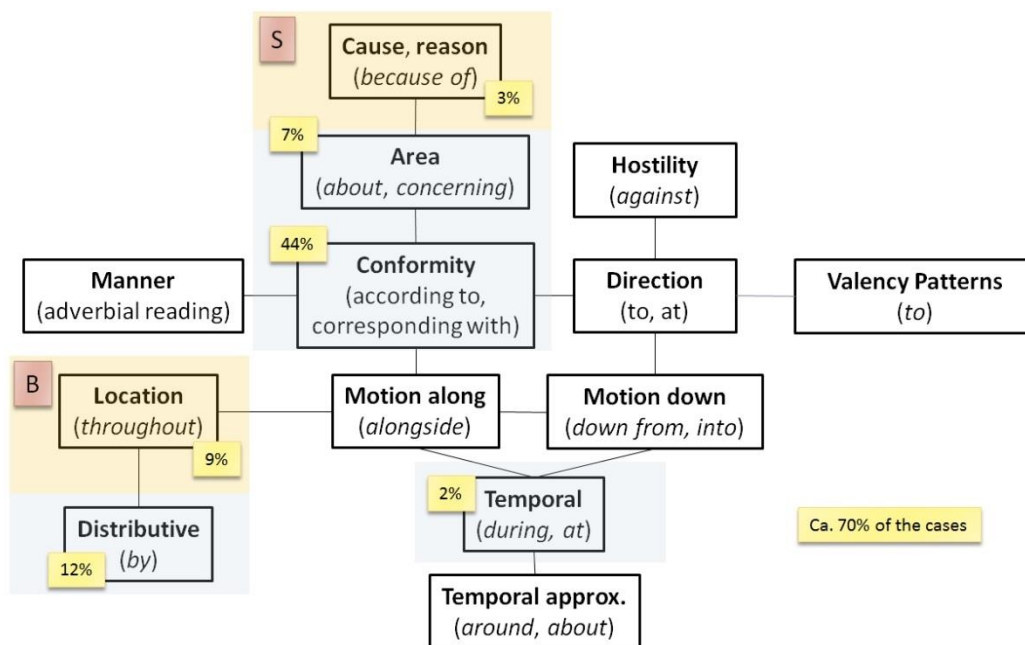 S
Cause, reason
(because of)
3%
7%
Area
(about, concerning)
Hostility
(against)
44%
Manner
(adverbial reading)
Conformity
(according to,
corresponding with)
Direction
(to, at)
Valency Patterns
(to)
B
Location
(throughout)
9%
Motion along
(alongside)
Motion down
(down from, into)
2%
Temporal
(during, at)
Distributive
(by)
12%
Ca. 70% of the cases
Temporal approx.
(around, about)